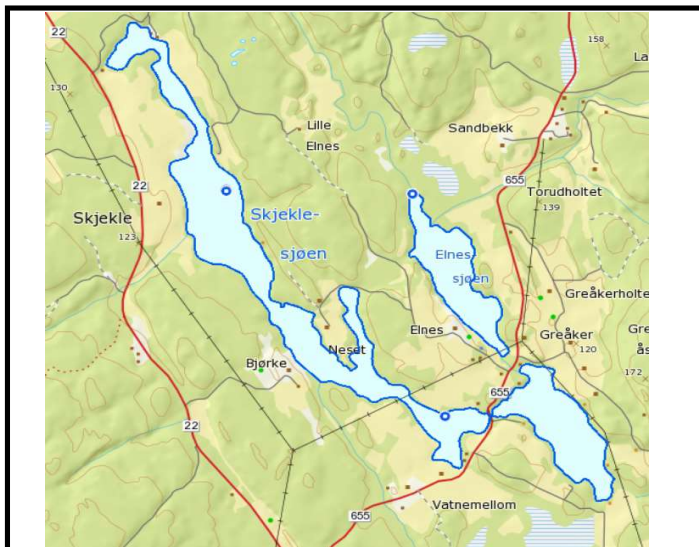 22
158
La
130
Lille
Elnes
Sandbekk
655
22
Torudholtet
139
Skjekle
Skjekle-
sjøen
123
Elnes
sjøen
Greåkerholte
Elnes
Greåker
Gre
ås
Neset
120
Bjørke
172
655
22
Vatnemellom
655